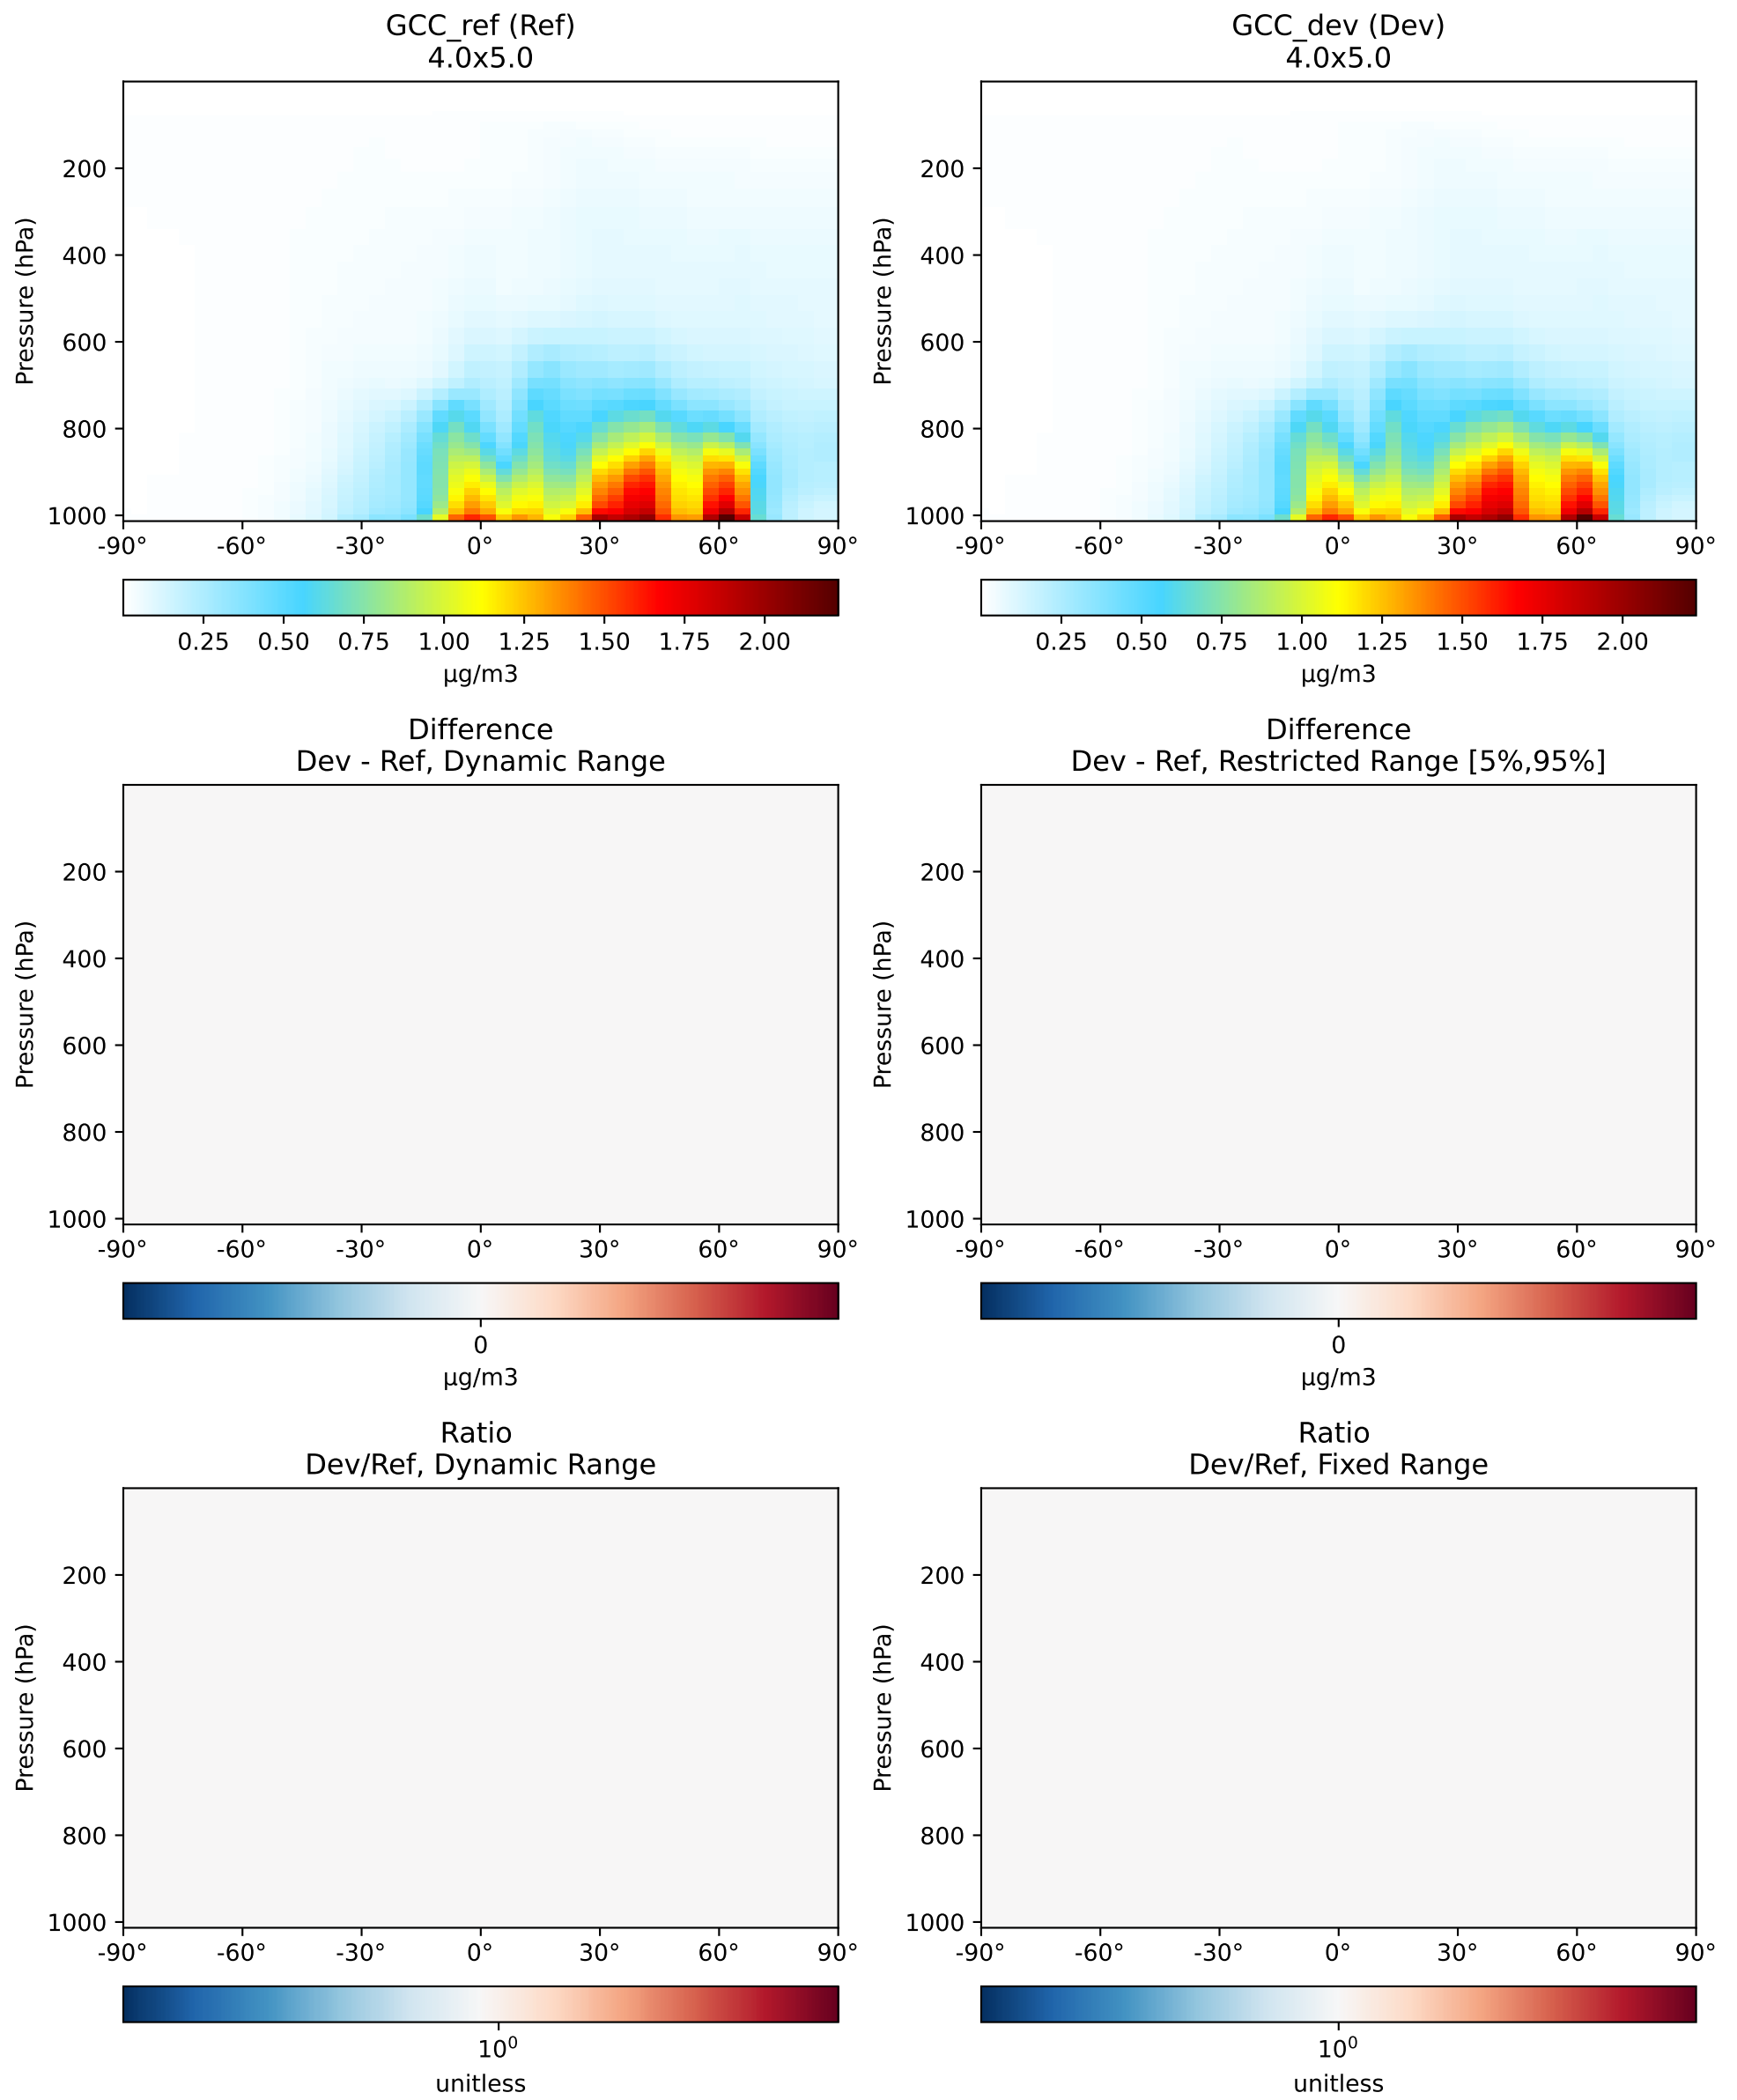 GCC_ref (Ref)
4.0x5.0
GCC_dev (Dev)
4.0x5.0
Pressure (hPa)
200
400
600
800
1000
-90° -60° -30° 0° 30° 60° 90°
0.25 0.50 0.75 1.00 1.25 1.50 1.75 2.00
µg/m3
Pressure (hPa)
200
400
600
800
1000
-90° -60° -30° 0° 30° 60° 90°
0.25 0.50 0.75 1.00 1.25 1.50 1.75 2.00
µg/m3
Difference
Dev - Ref, Dynamic Range
Pressure (hPa)
200
400
600
800
1000
-90° -60° -30° 0° 30° 60° 90°
0
µg/m3
Difference
Dev - Ref, Restricted Range [5%,95%]
Pressure (hPa)
200
400
600
800
1000
-90° -60° -30° 0° 30° 60° 90°
0
µg/m3
Ratio
Dev/Ref, Dynamic Range
Pressure (hPa)
200
400
600
800
1000
-90° -60° -30° 0° 30° 60° 90°
10⁰
unitless
Ratio
Dev/Ref, Fixed Range
Pressure (hPa)
200
400
600
800
1000
-90° -60° -30° 0° 30° 60° 90°
10⁰
unitless